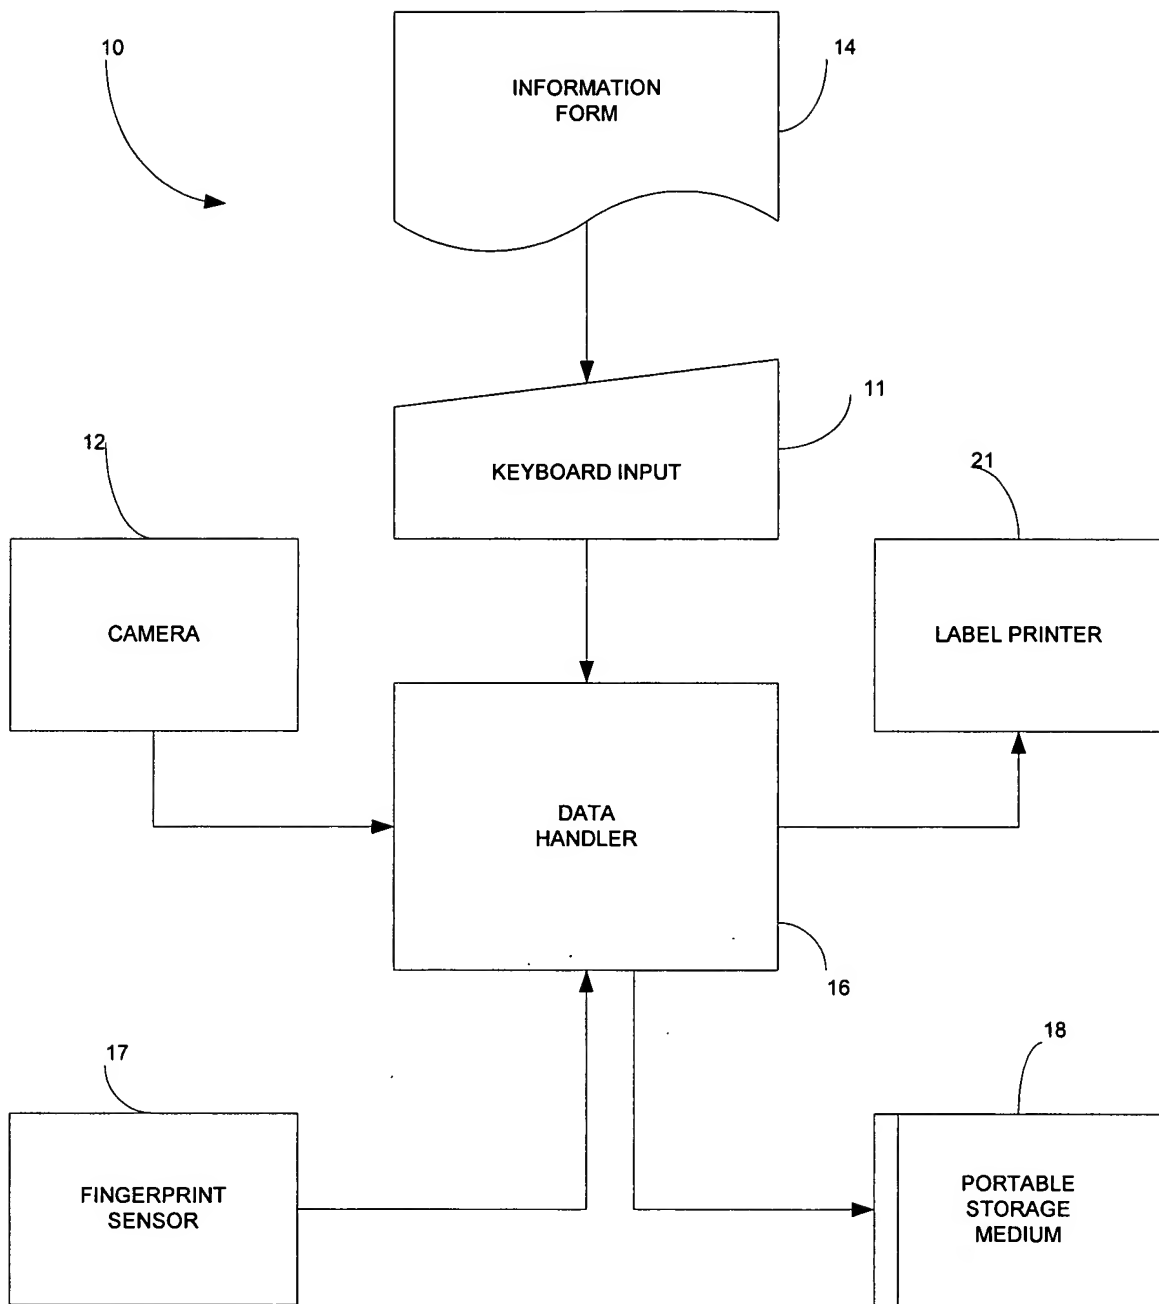 10
14
INFORMATION
FORM
11
KEYBOARD INPUT
12
21
CAMERA
LABEL PRINTER
DATA
HANDLER
16
17
18
FINGERPRINT
SENSOR
PORTABLE
STORAGE
MEDIUM